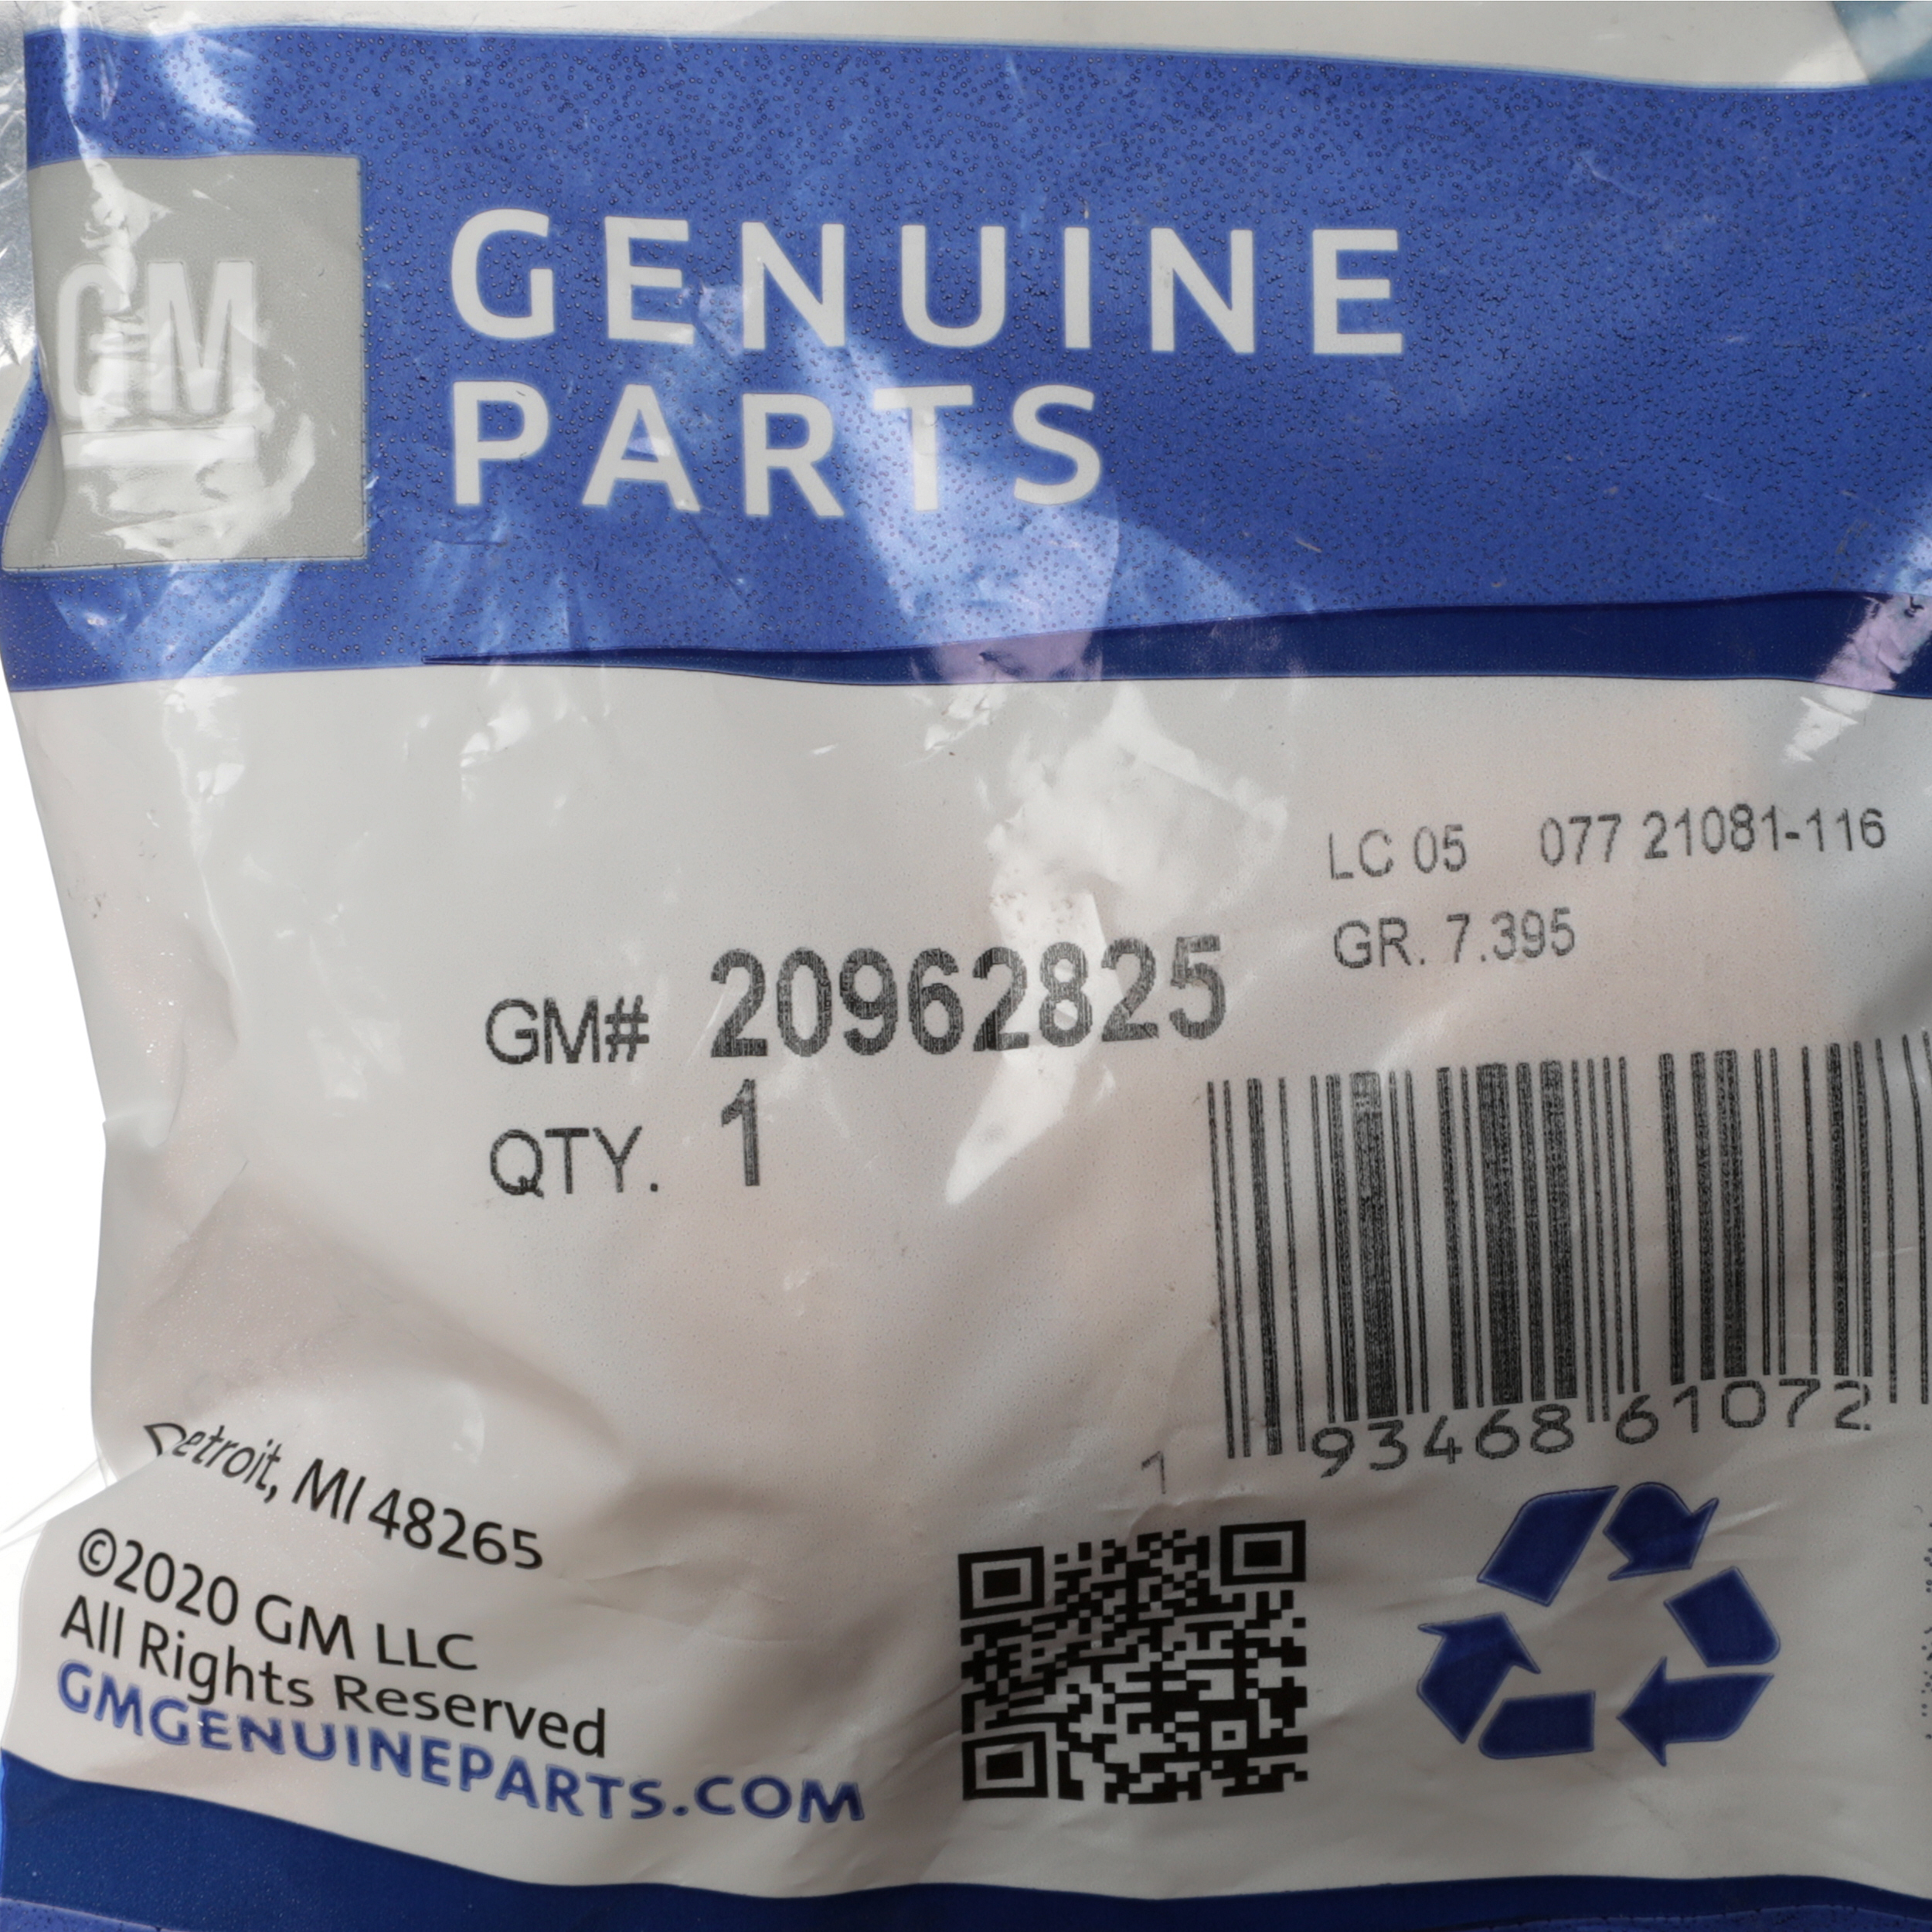 GM
GENUINE
PARTS
LC 05 077 21081-116
GR. 7.395
GM# 20962825
QTY. 1
1 93468 61072
Detroit, MI 48265
©2020 GM LLC
All Rights Reserved
GMGENUINEPARTS.COM